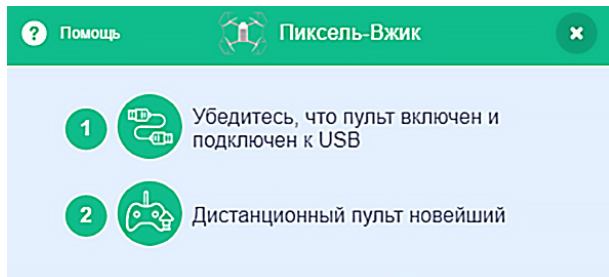 ? Помощь Пиксель-Вжик ×
1 Убедитесь, что пульт включен и
подключен к USB
2 Дистанционный пульт новейший